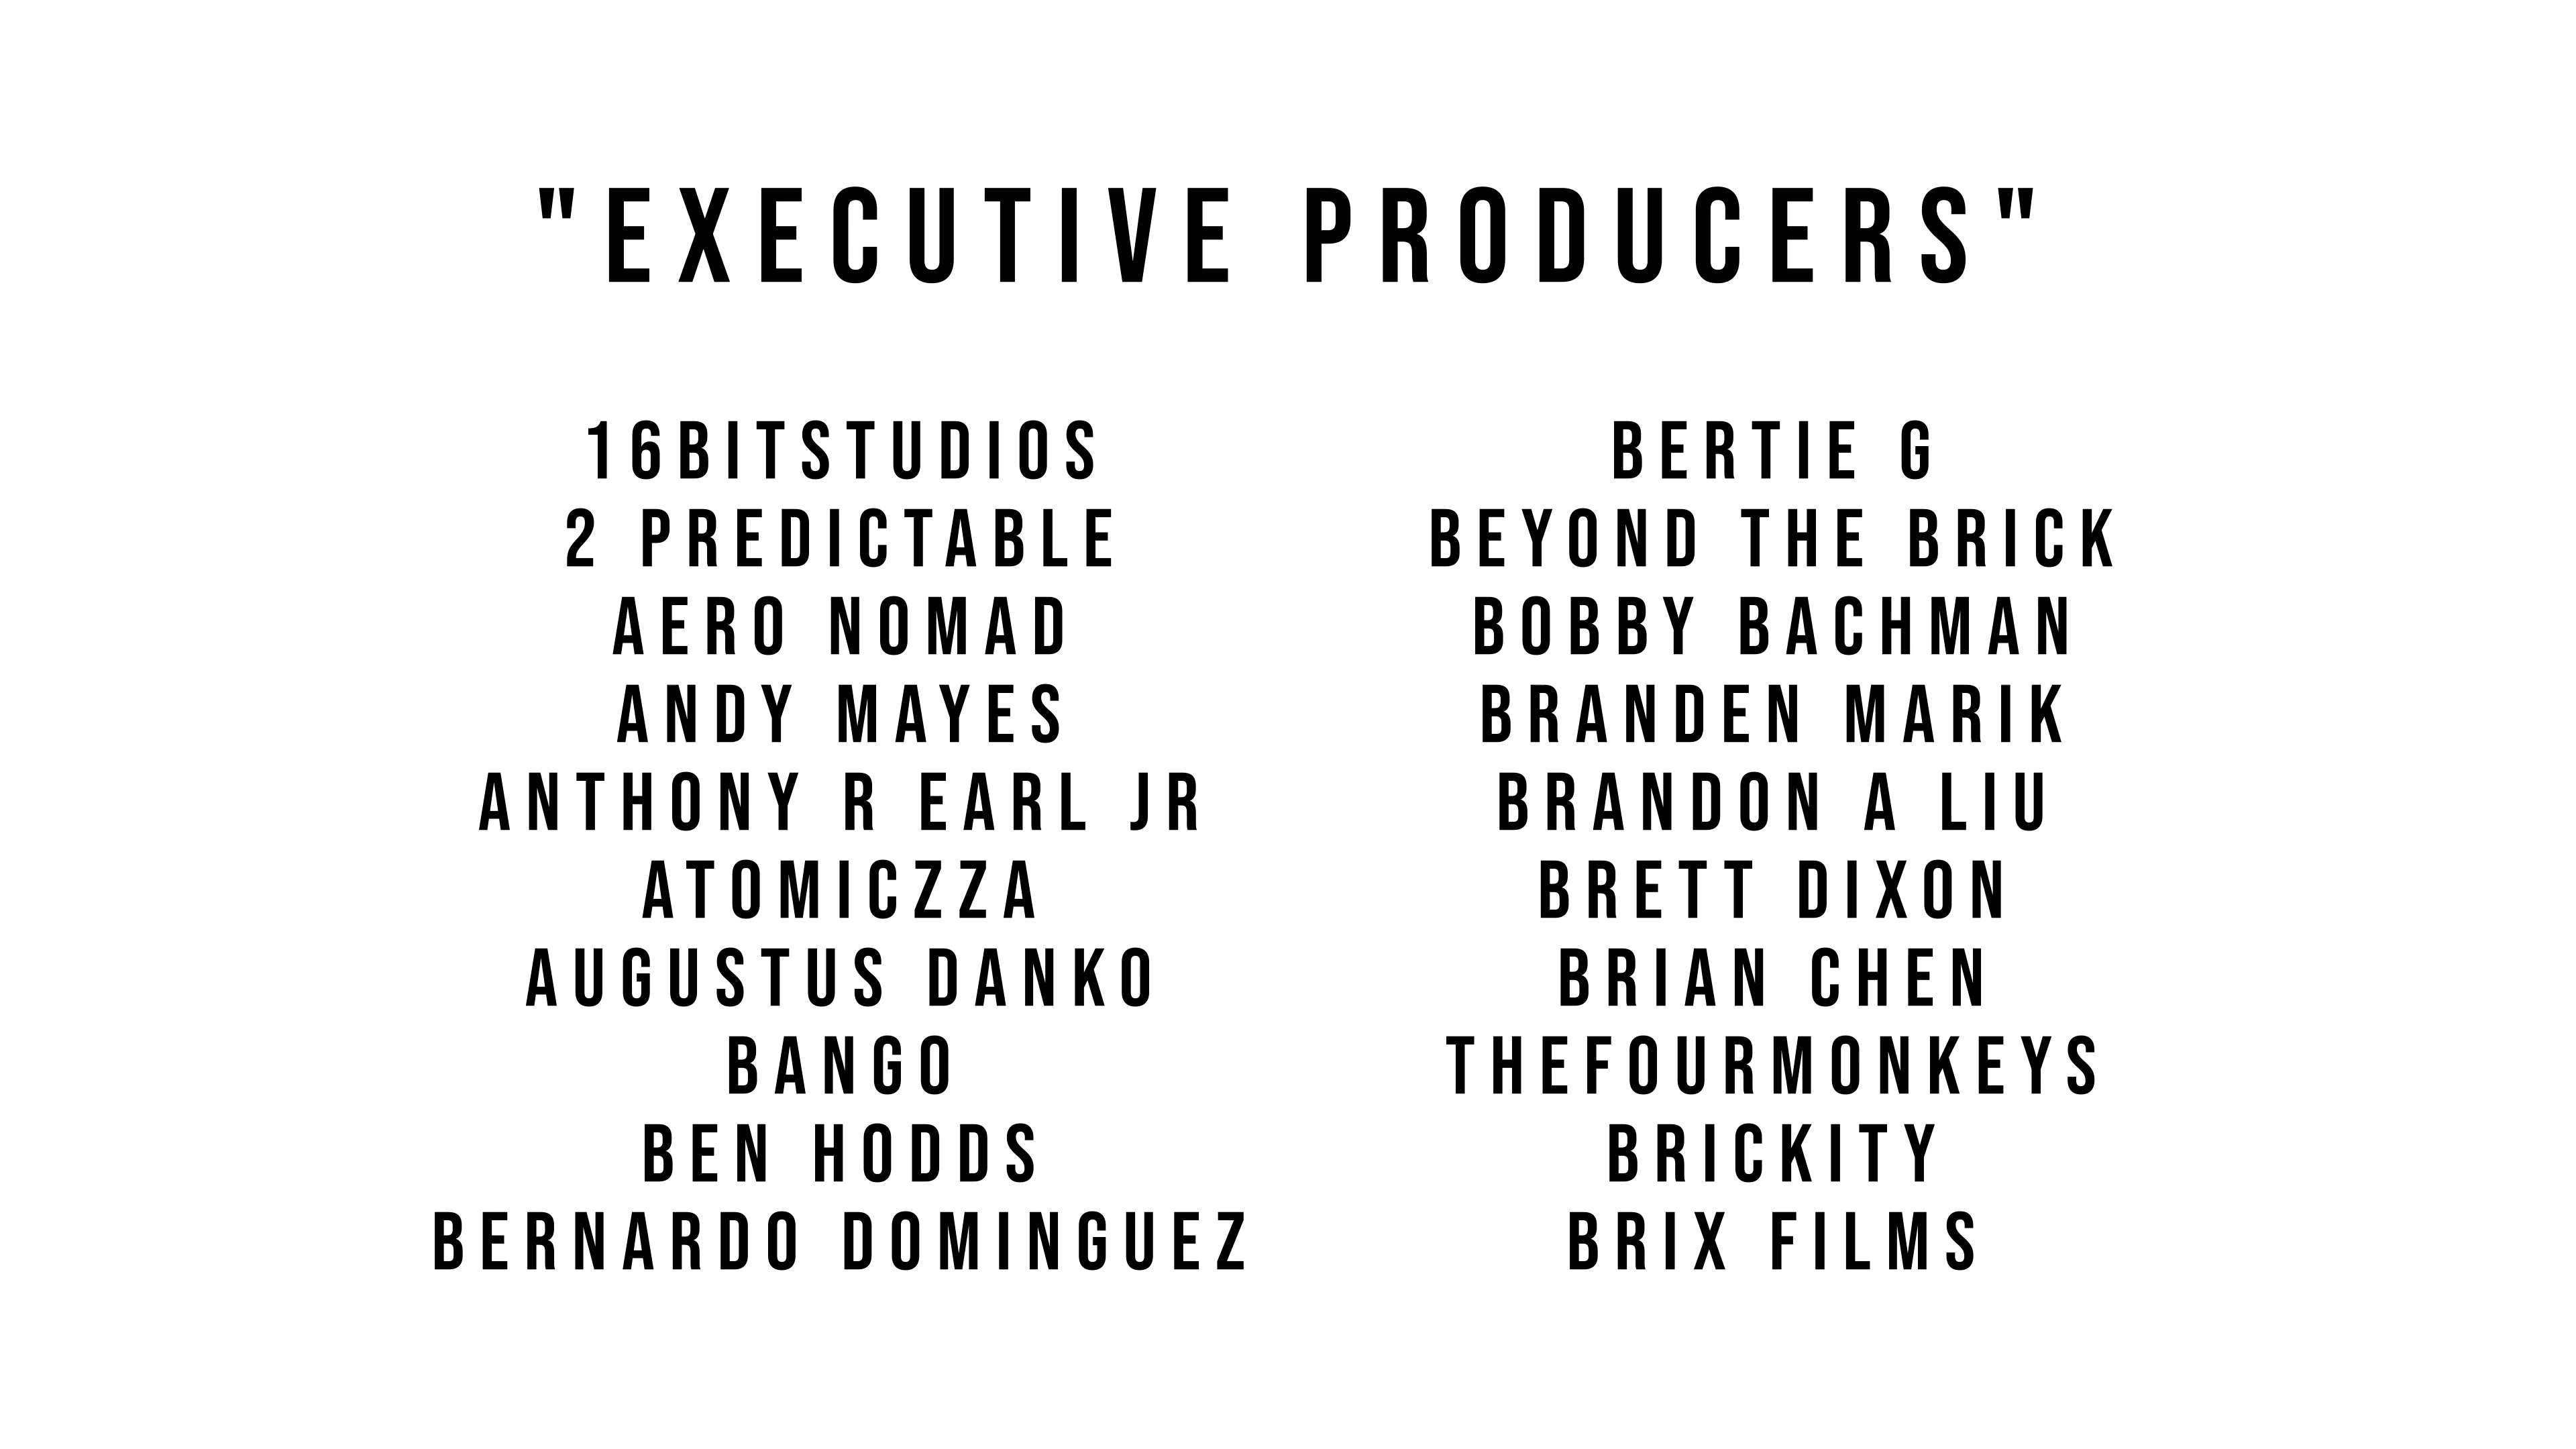 "EXECUTIVE PRODUCERS"
16BITSTUDIOS
2 PREDICTABLE
AERO NOMAD
ANDY MAYES
ANTHONY R EARL JR
ATOMICZZA
AUGUSTUS DANKO
BANGO
BEN HODDS
BERNARDO DOMINGUEZ
BERTIE G
BEYOND THE BRICK
BOBBY BACHMAN
BRANDEN MARIK
BRANDON A LIU
BRETT DIXON
BRIAN CHEN
THEFOURMONKEYS
BRICKITY
BRIX FILMS